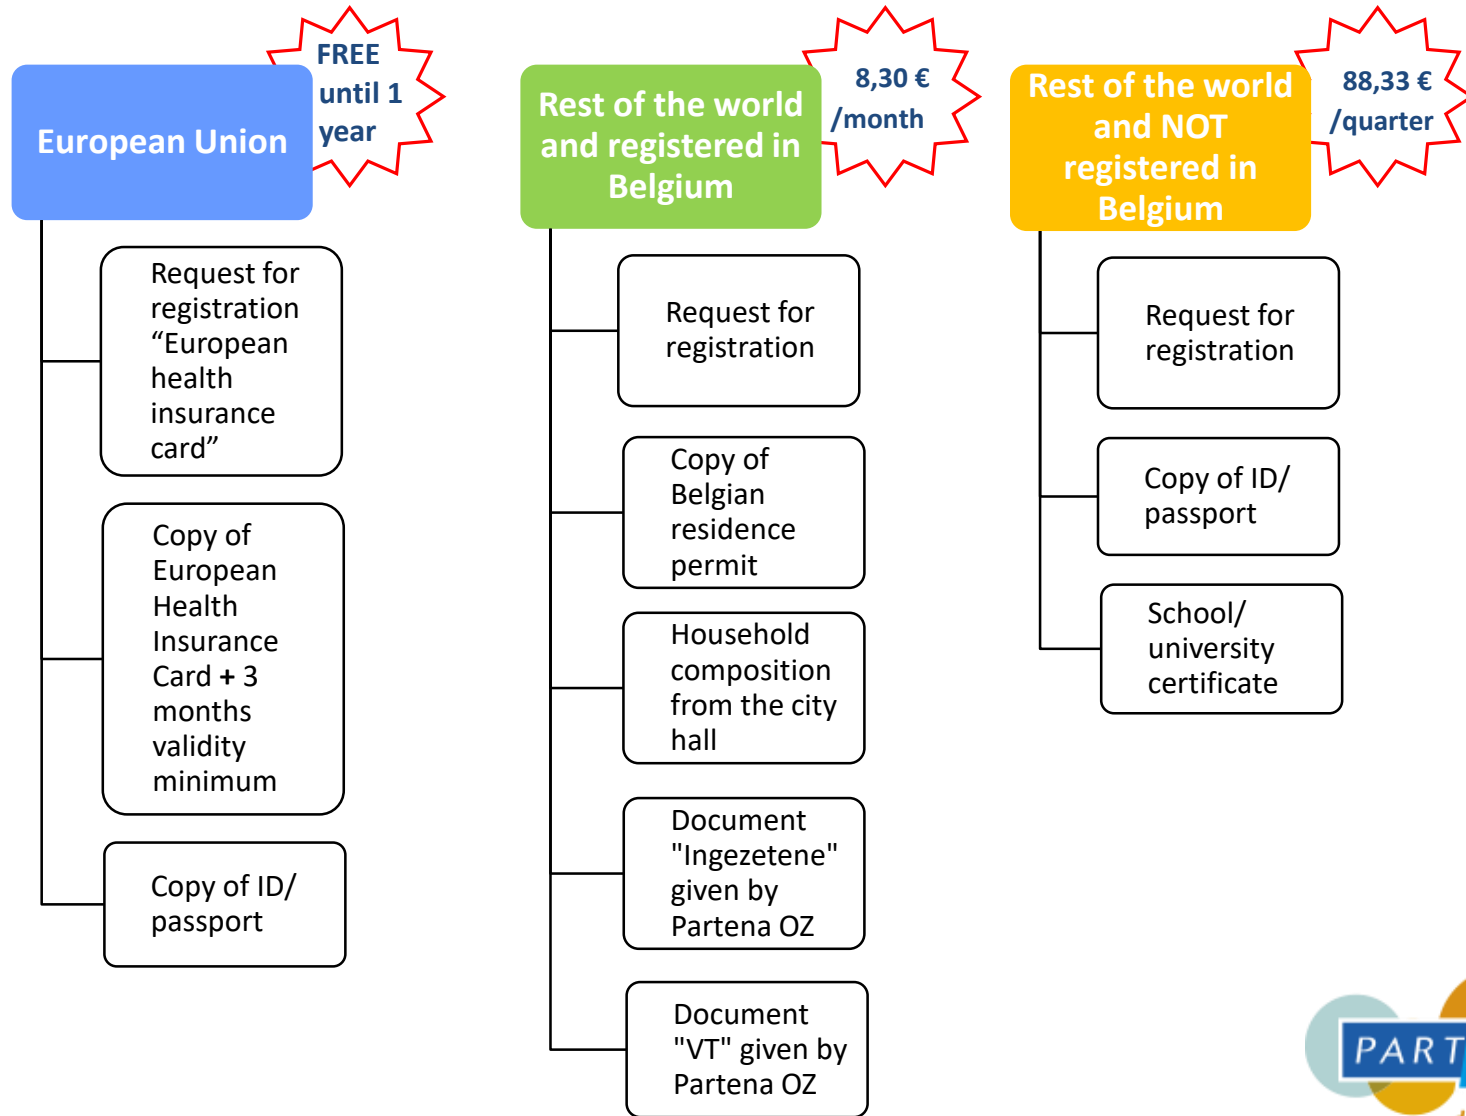 European Union
FREE
until 1
year
Request for
registration
“European
health
insurance
card”
Copy of
European
Health
Insurance
Card + 3
months
validity
minimum
Copy of ID/
passport
Rest of the world
and registered in
Belgium
8,30 €
/month
Request for
registration
Copy of
Belgian
residence
permit
Household
composition
from the city
hall
Document
"Ingezetene"
given by
Partena OZ
Document
"VT" given by
Partena OZ
Rest of the world
and NOT
registered in
Belgium
88,33 €
/quarter
Request for
registration
Copy of ID/
passport
School/
university
certificate
PART